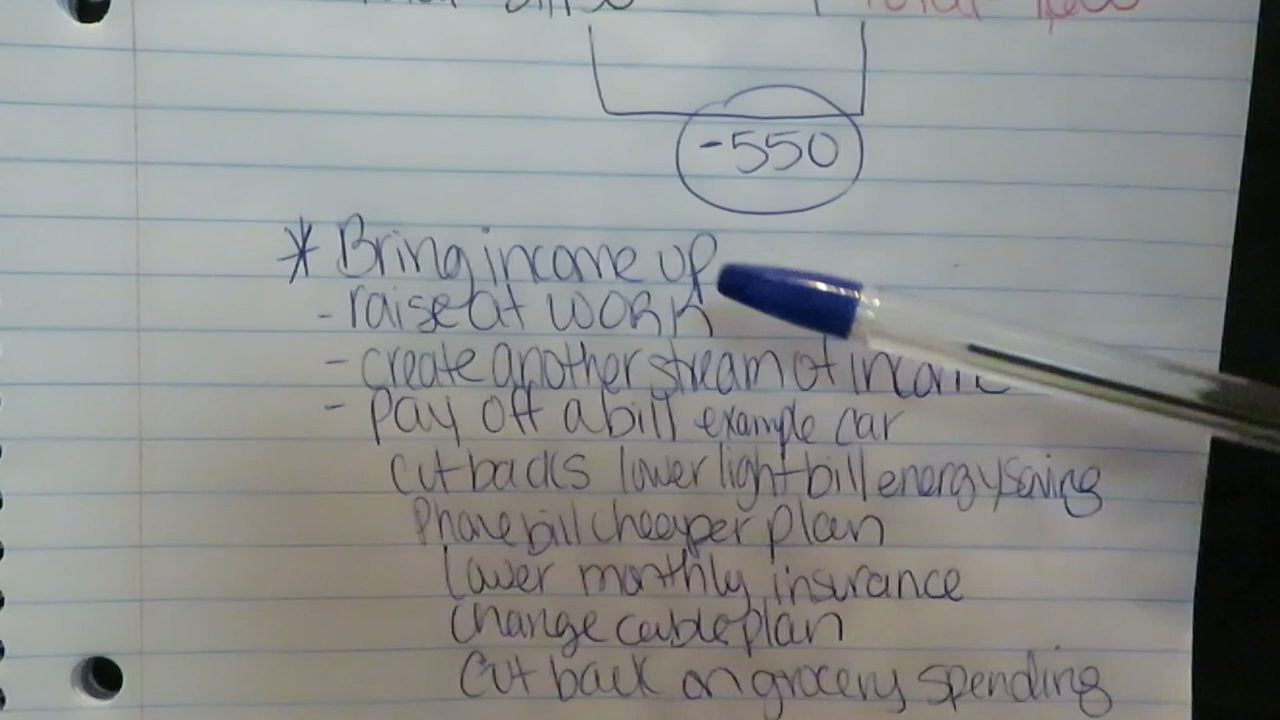 -550
* Bring income up
- raise at work
- create another stream of income
- pay off a bill example car
cut backs lower light bill energy saving
Phone bill cheaper plan
lower monthly insurance
change cable plan
cut back on grocery spending